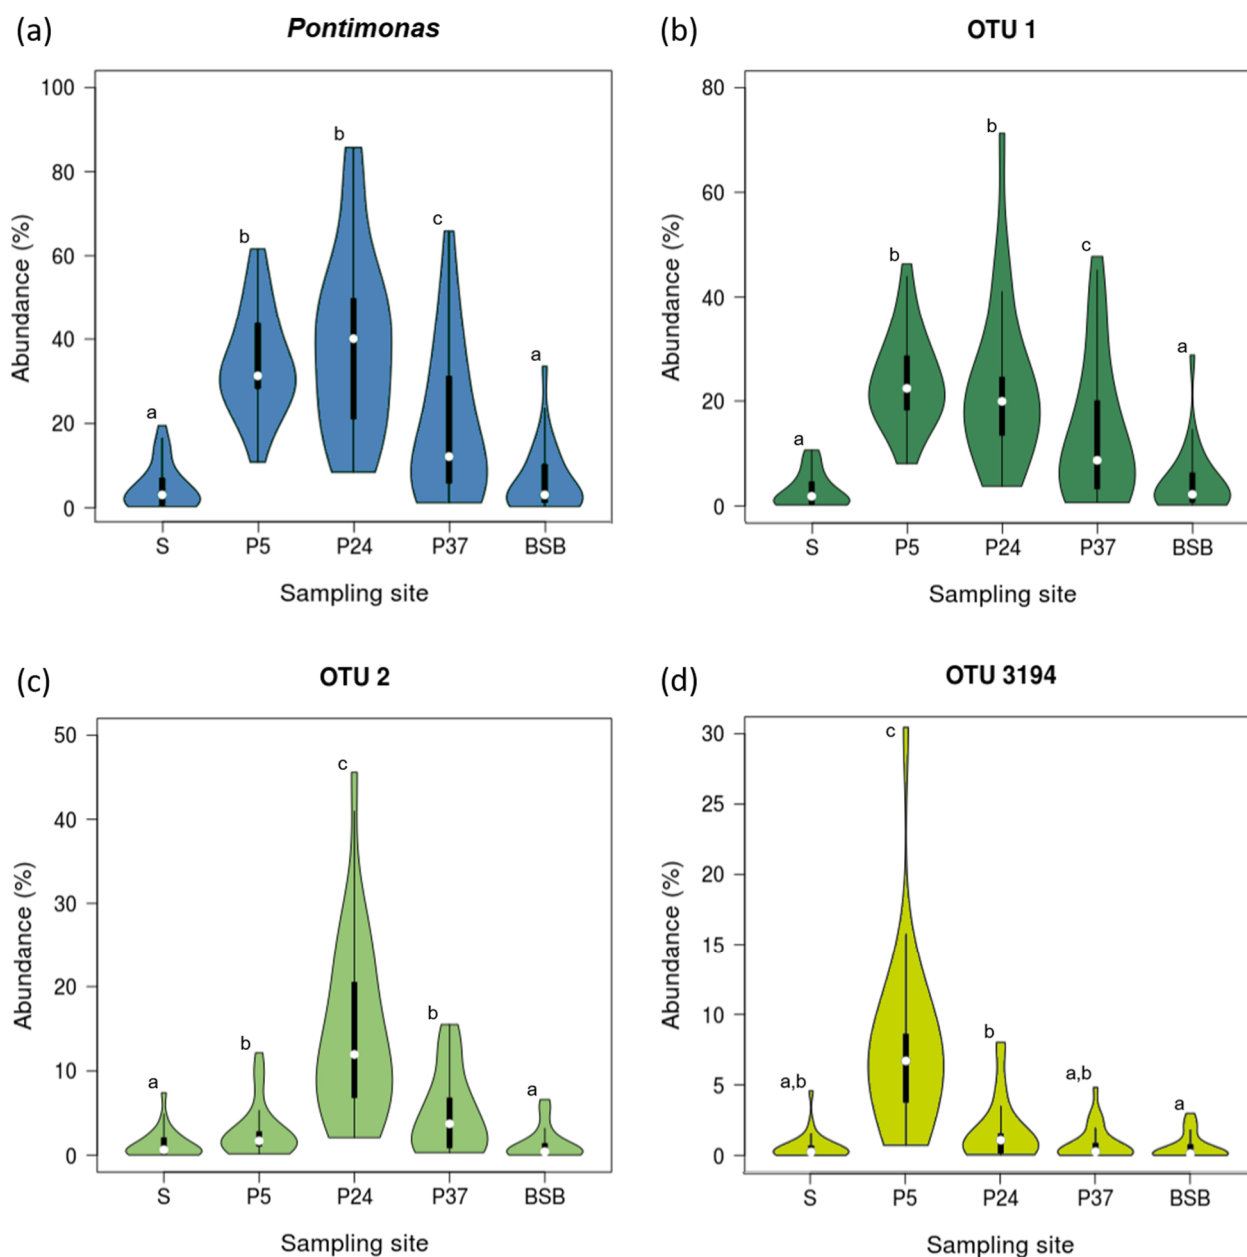 (a) Pontimonas
100
80
60
40
20
0
Abundance (%)
a
b
b
c
a
S P5 P24 P37 BSB
Sampling site
(b) OTU 1
80
60
40
20
0
Abundance (%)
a
b
b
c
a
S P5 P24 P37 BSB
Sampling site
(c) OTU 2
50
40
30
20
10
0
Abundance (%)
a
b
c
b
a
S P5 P24 P37 BSB
Sampling site
(d) OTU 3194
30
25
20
15
10
5
0
Abundance (%)
a,b
c
b
a,b
a
S P5 P24 P37 BSB
Sampling site